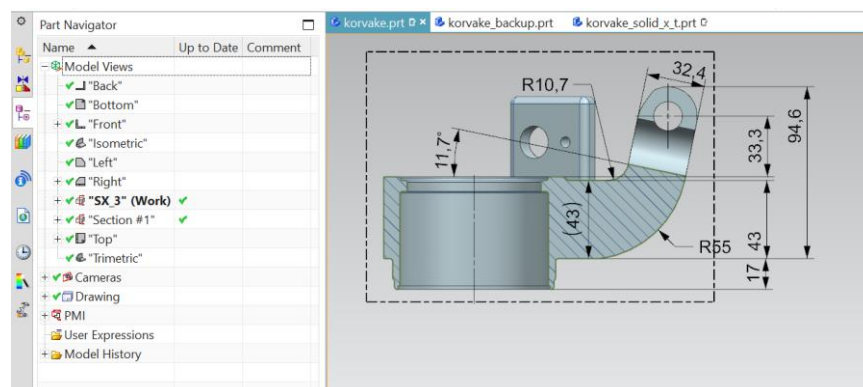 Part Navigator
korvake.prt
korvake_backup.prt
korvake_solid_x_t.prt
Name
Up to Date
Comment
Model Views
"Back"
"Bottom"
"Front"
"Isometric"
"Left"
"Right"
"SX_3" (Work)
"Section #1"
"Top"
"Trimetric"
Cameras
Drawing
PMI
User Expressions
Model History
R10,7
32,4
11,7°
33,3
94,6
(43)
43
R55
17